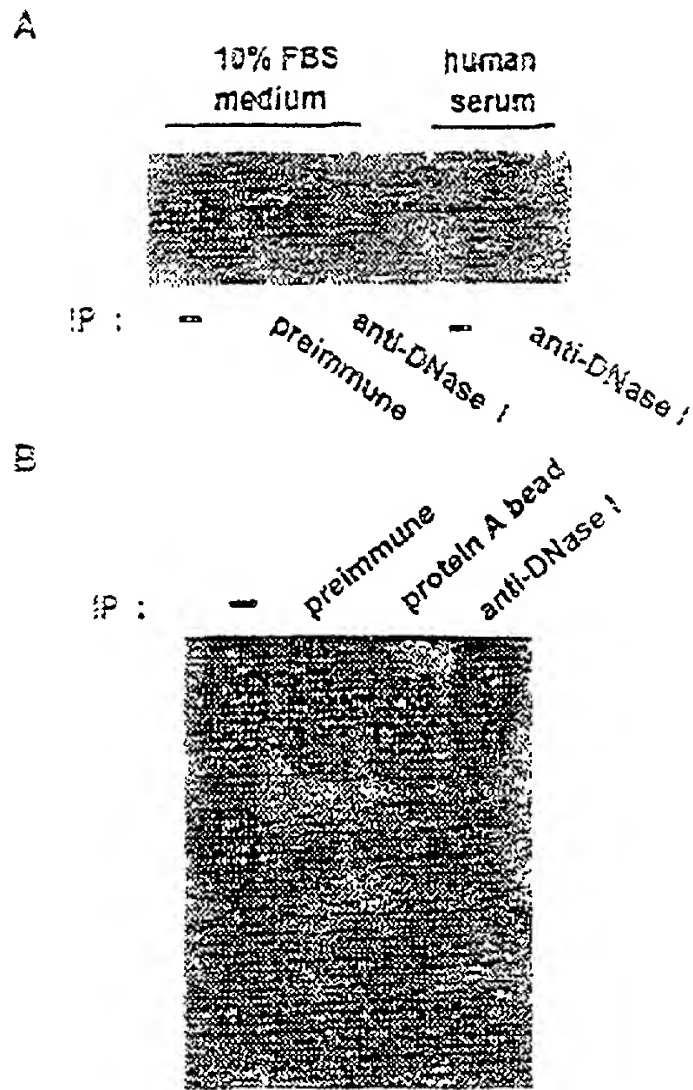 A
10% FBS medium
human serum
IP : - preimmune anti-DNase I - anti-DNase I
B
IP : - preimmune protein A bead anti-DNase I